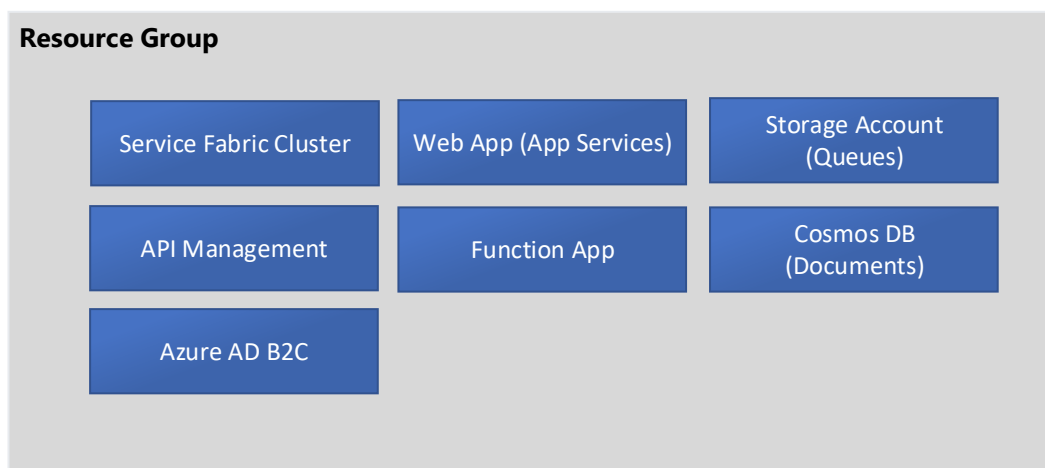 Resource Group
Service Fabric Cluster
Web App (App Services)
Storage Account
(Queues)
API Management
Function App
Cosmos DB
(Documents)
Azure AD B2C